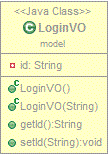 <<Java Class>>
LoginVO
model
id: String
LoginVO()
LoginVO(String)
getId():String
setId(String):void